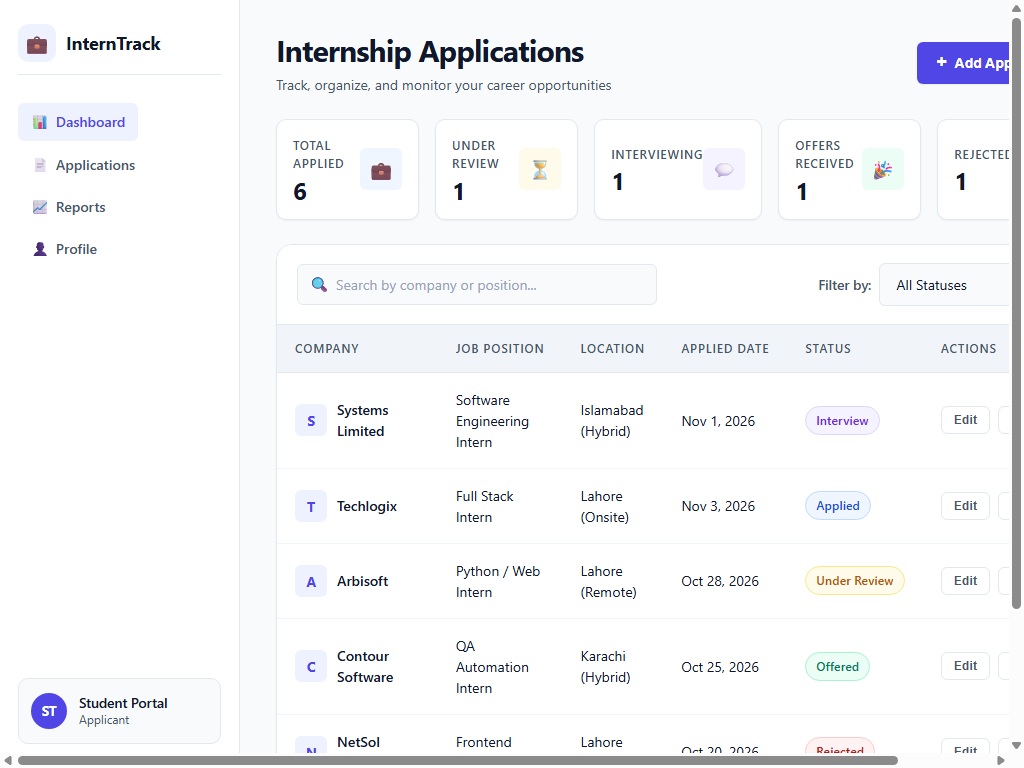 InternTrack
Dashboard
Applications
Reports
Profile
ST
Student Portal
Applicant
Internship Applications
Track, organize, and monitor your career opportunities
+ Add App
TOTAL
APPLIED
6
UNDER
REVIEW
1
INTERVIEWING
1
OFFERS
RECEIVED
1
REJECTED
1
Search by company or position...
Filter by:
All Statuses
COMPANY JOB POSITION LOCATION APPLIED DATE STATUS ACTIONS
S
Systems
Limited
Software
Engineering
Intern
Islamabad
(Hybrid)
Nov 1, 2026
Interview
Edit
T
Techlogix
Full Stack
Intern
Lahore
(Onsite)
Nov 3, 2026
Applied
Edit
A
Arbisoft
Python / Web
Intern
Lahore
(Remote)
Oct 28, 2026
Under Review
Edit
C
Contour
Software
QA
Automation
Intern
Karachi
(Hybrid)
Oct 25, 2026
Offered
Edit
N
NetSol
Frontend
Lahore
Oct 20, 2026
Rejected
Edit